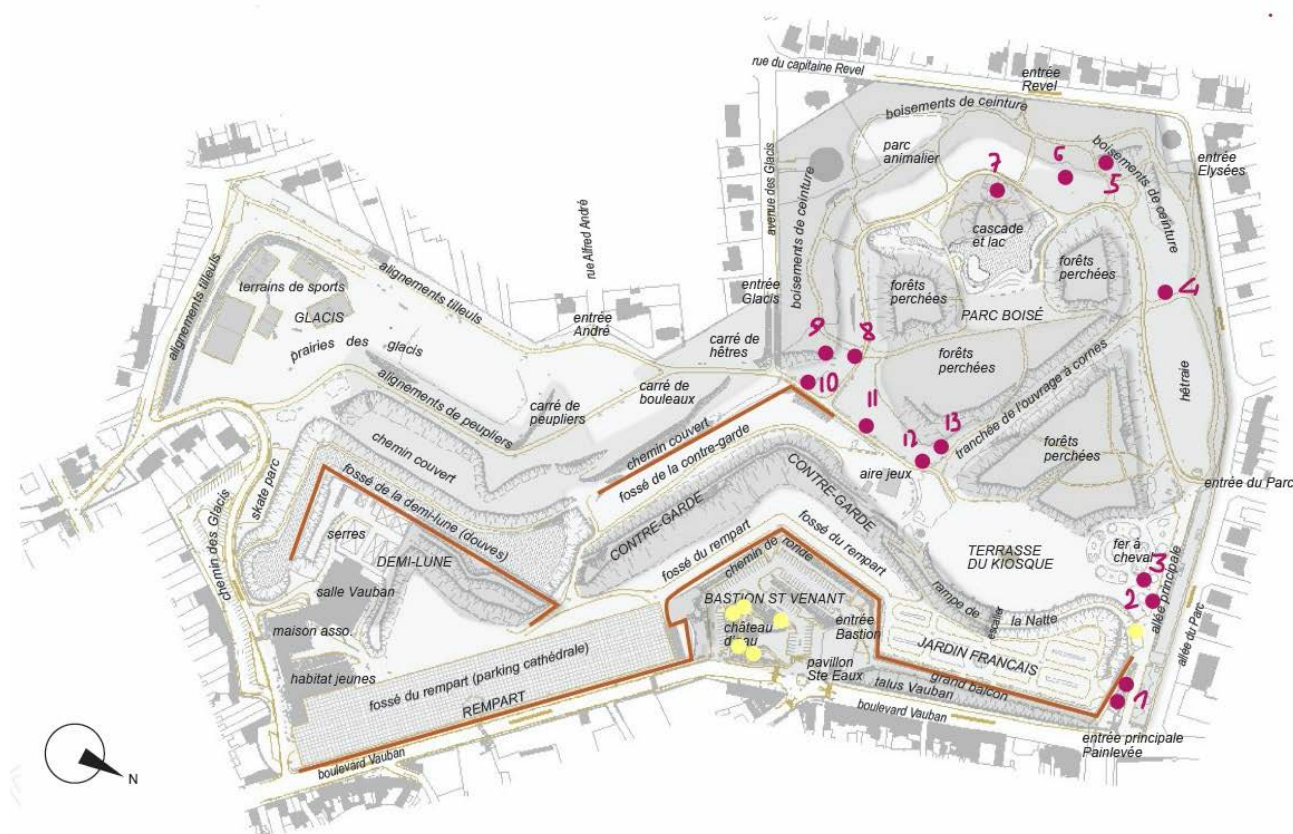 rue du capitaine Revel
entrée
Revel
boisements de ceinture
parc
animalier
avenue des Glacis
boisements de ceinture
7
6
5
boisements de ceinture
entrée
Elysées
cascade
et lac
forêts
perchées
forêts
perchées
4
PARC BOISÉ
rue Alfred André
entrée
Glacis
alignements tilleuls
alignements tilleuls
terrains de sports
GLACIS
prairies des glacis
entrée
André
carré de
hêtres
9
8
10
forêts
perchées
hêtraie
alignements de peupliers
carré de
peupliers
carré de
bouleaux
11
12
13
tranchée de l'ouvrage à cornes
forêts
perchées
chemin couvert
chemin couvert
fossé de la contre-garde
aire jeux
entrée du Parc
skate parc
fossé de la demi-lune (douves)
CONTRE-GARDE
CONTRE-GARDE
serres
DEMI-LUNE
fossé du rempart
chemin de ronde
fossé du rempart
TERRASSE
DU KIOSQUE
fer à
cheval
3
2
allée principale
chemin des Glacis
salle Vauban
BASTION ST VENANT
rampe de
escalier
la Natte
maison asso.
château
d'eau
entrée
Bastion
JARDIN FRANCAIS
allée du Parc
habitat jeunes
fossé du rempart (parking cathédrale)
REMPART
pavillon
Ste Eaux
grand balcon
talus Vauban
1
boulevard Vauban
entrée principale
Painlevée
boulevard Vauban
N